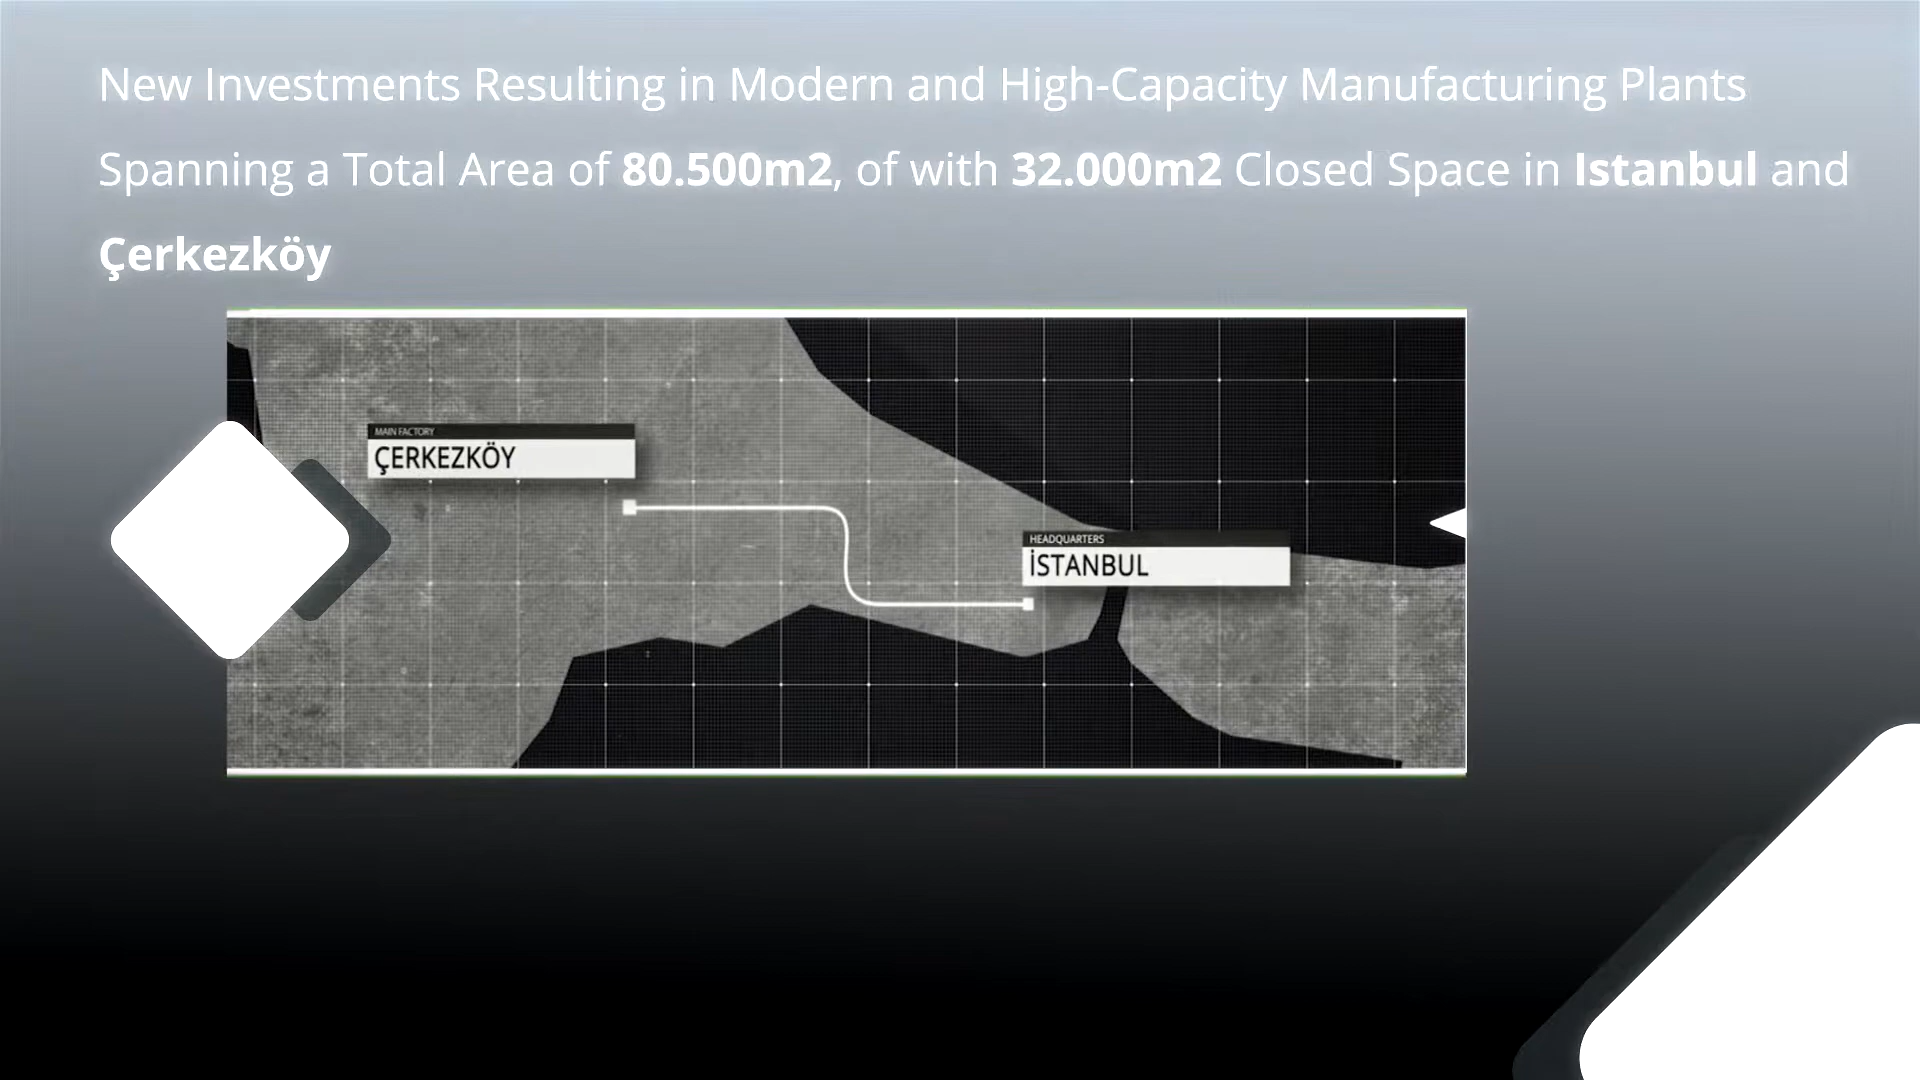 New Investments Resulting in Modern and High-Capacity Manufacturing Plants
Spanning a Total Area of 80.500m2, of with 32.000m2 Closed Space in Istanbul and
Çerkezköy
MAIN FACTORY
ÇERKEZKÖY
HEADQUARTERS
İSTANBUL